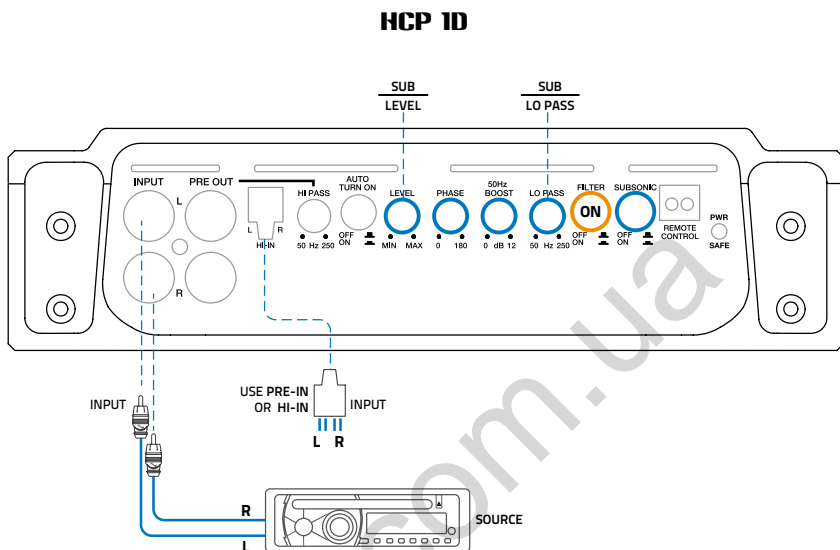 HCP 1D
SUB
LEVEL
SUB
LO PASS
INPUT
PRE OUT
L
R
L R
HI-IN
HI PASS
50 Hz 250
AUTO
TURN ON
OFF
ON
LEVEL
MIN MAX
PHASE
0 180
50Hz
BOOST
0 dB 12
LO PASS
50 Hz 250
FILTER
ON
OFF
ON
SUBSONIC
OFF
ON
REMOTE
CONTROL
PWR
SAFE
INPUT
USE PRE-IN
OR HI-IN
INPUT
L R
R
L
SOURCE
com.ua